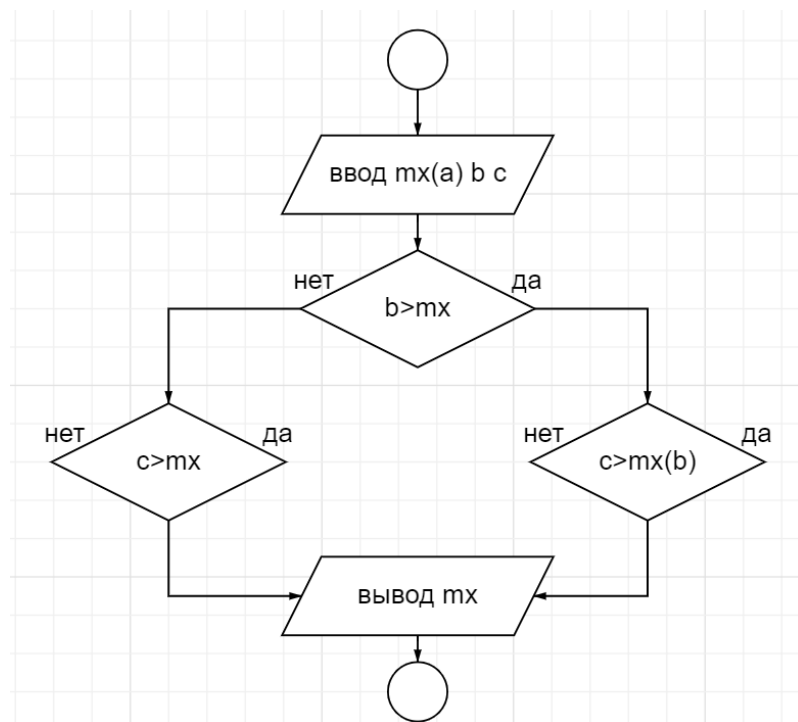 ввод mx(a) b c
нет
да
b>mx
нет
да
c>mx
нет
да
c>mx(b)
вывод mx